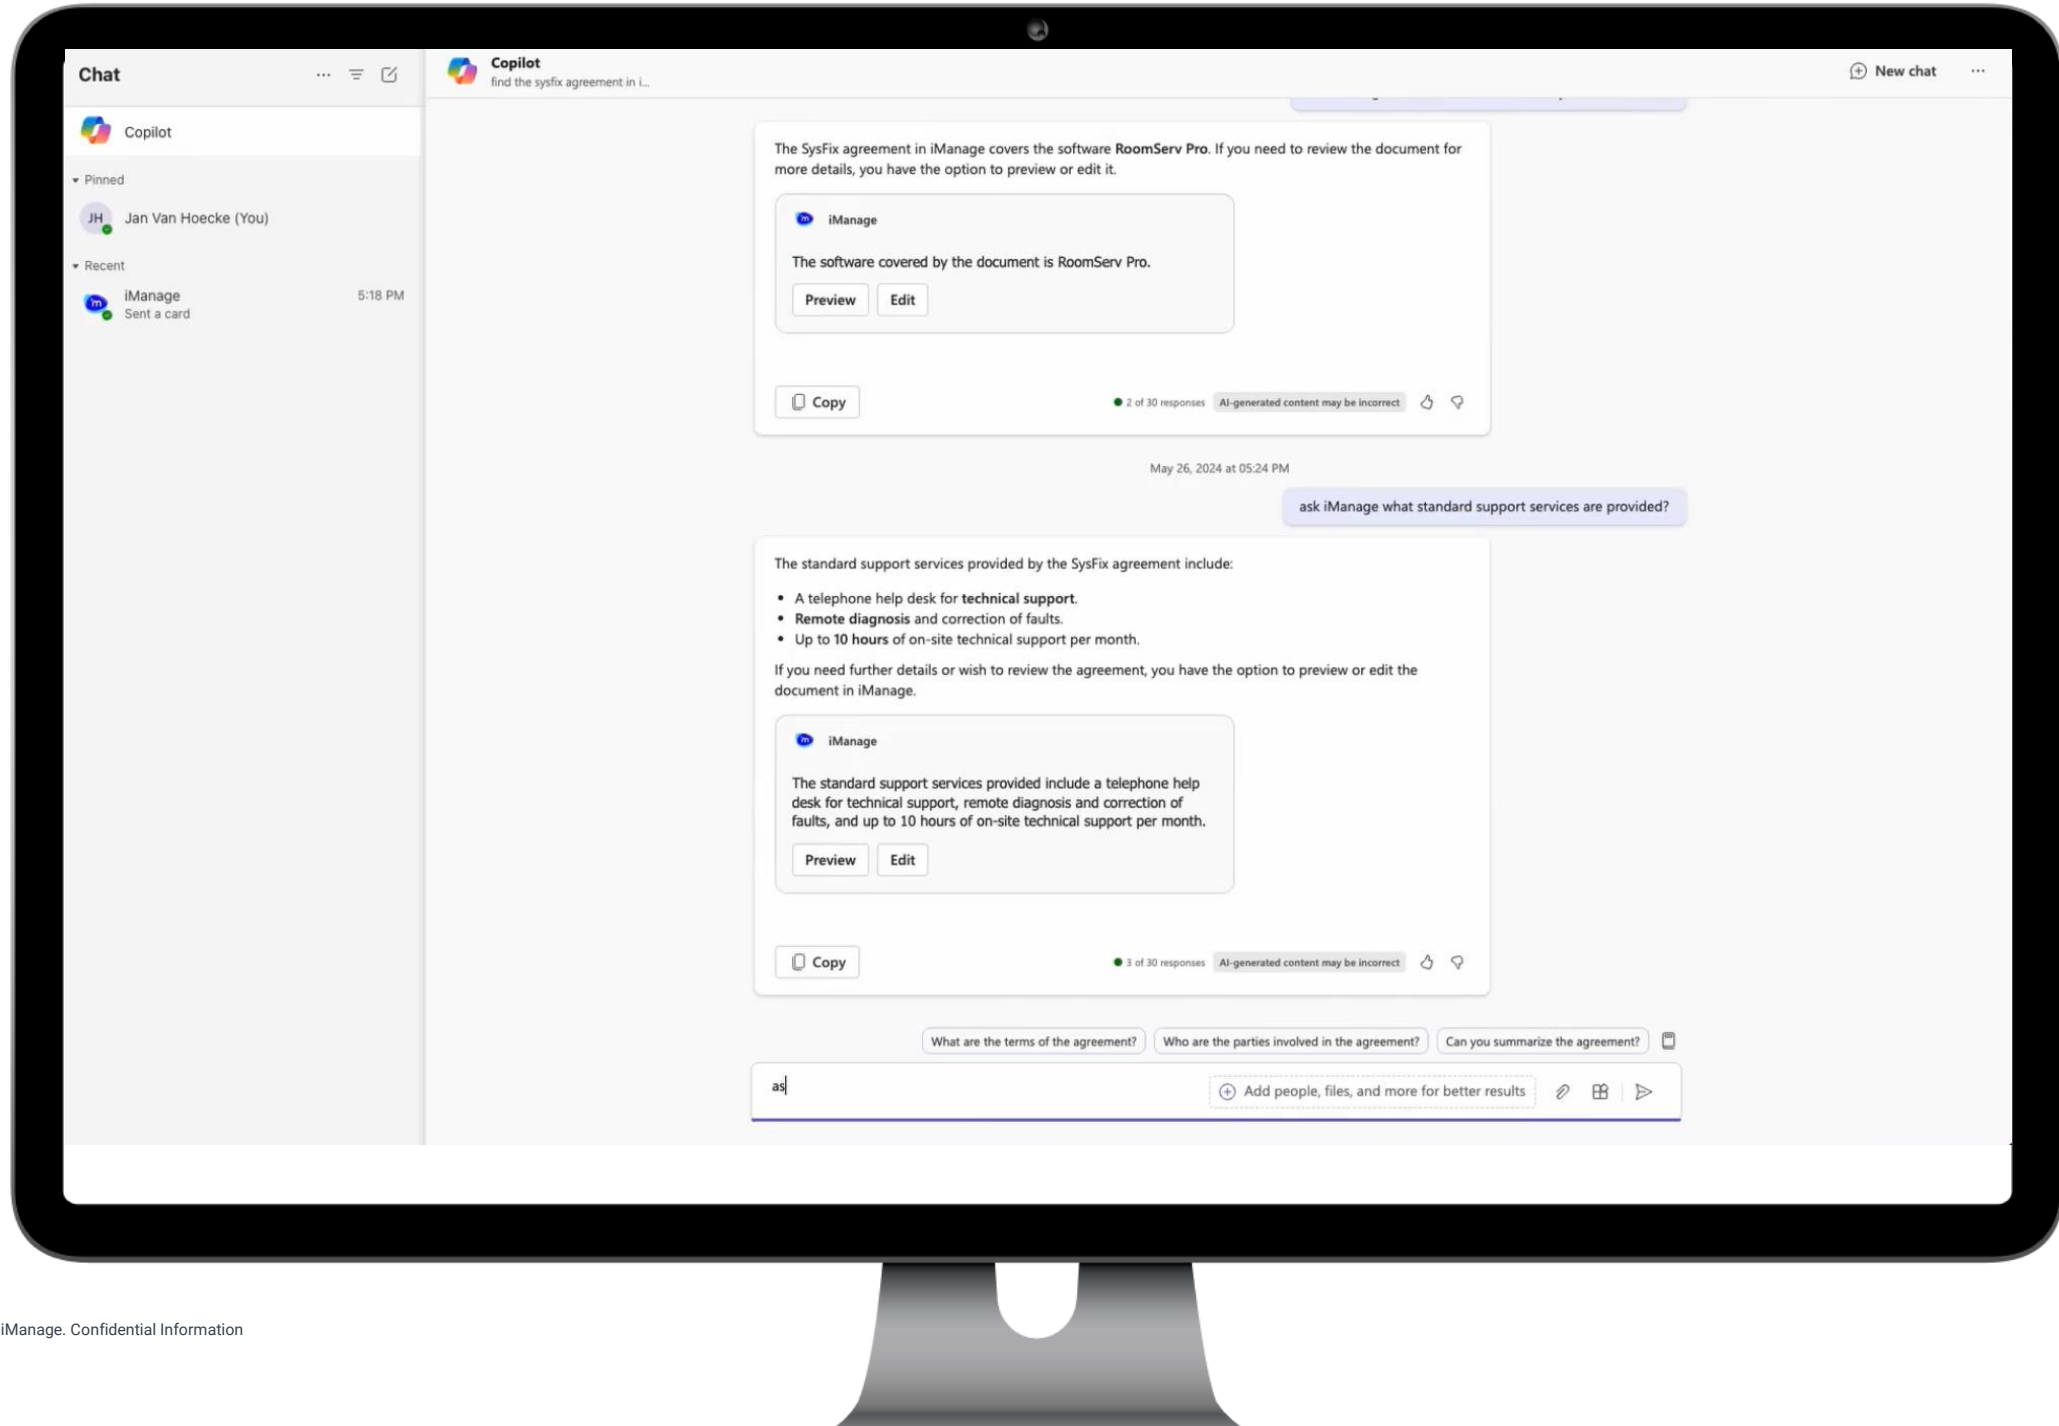 Chat
Copilot
Pinned
JH
Jan Van Hoecke (You)
Recent
iManage
5:18 PM
Sent a card
Copilot
find the sysfix agreement in i...
New chat
The SysFix agreement in iManage covers the software RoomServ Pro. If you need to review the document for
more details, you have the option to preview or edit it.
m
iManage
The software covered by the document is RoomServ Pro.
Preview
Edit
Copy
2 of 30 responses
AI-generated content may be incorrect
May 26, 2024 at 05:24 PM
ask iManage what standard support services are provided?
The standard support services provided by the SysFix agreement include:
• A telephone help desk for technical support.
• Remote diagnosis and correction of faults.
• Up to 10 hours of on-site technical support per month.
If you need further details or wish to review the agreement, you have the option to preview or edit the
document in iManage.
m
iManage
The standard support services provided include a telephone help
desk for technical support, remote diagnosis and correction of
faults, and up to 10 hours of on-site technical support per month.
Preview
Edit
Copy
3 of 30 responses
AI-generated content may be incorrect
What are the terms of the agreement?
Who are the parties involved in the agreement?
Can you summarize the agreement?
as
Add people, files, and more for better results
iManage. Confidential Information